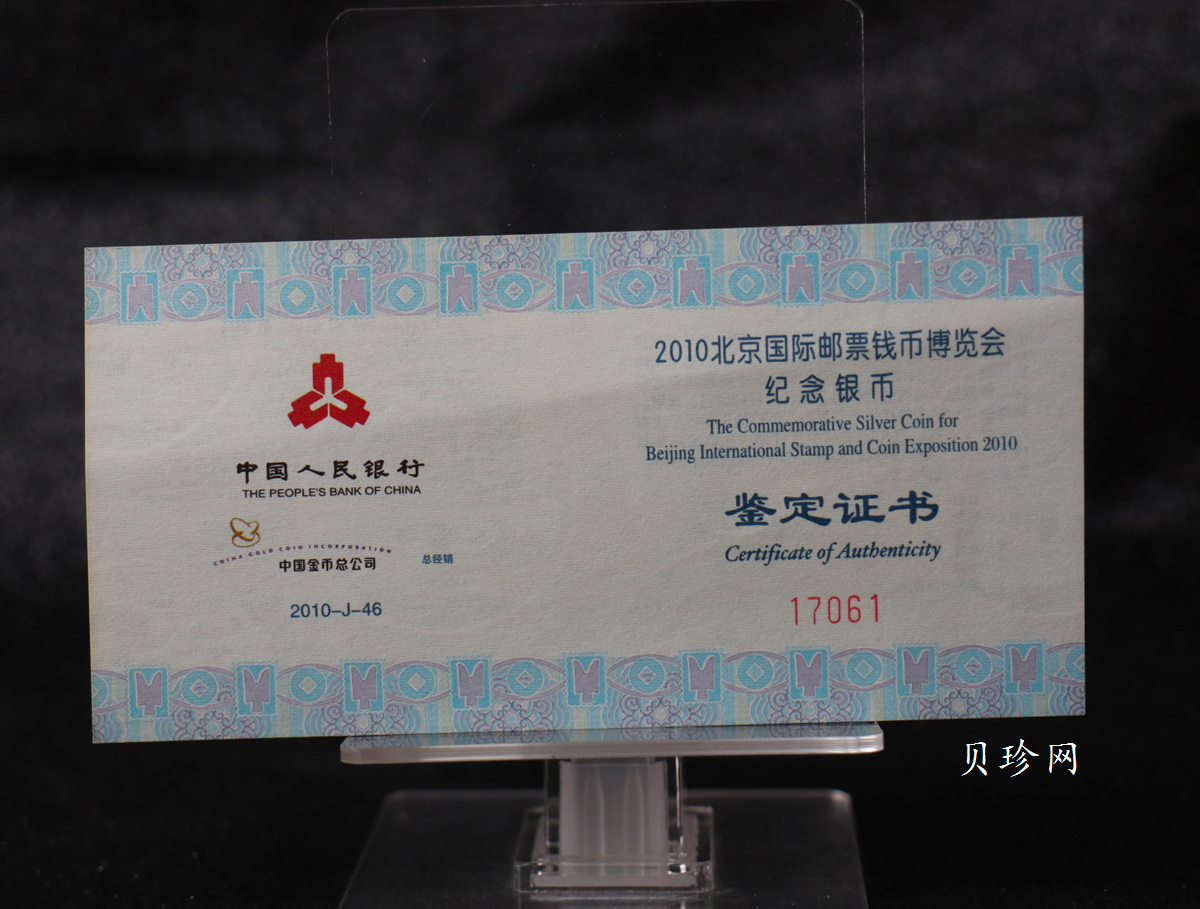 中国人民银行
THE PEOPLE'S BANK OF CHINA
CHINA GOLD COIN INCORPORATION
中国金币总公司
总经销
2010-J-46
2010北京国际邮票钱币博览会
纪念银币
The Commemorative Silver Coin for
Beijing International Stamp and Coin Exposition 2010
鉴定证书
Certificate of Authenticity
17061
贝珍网